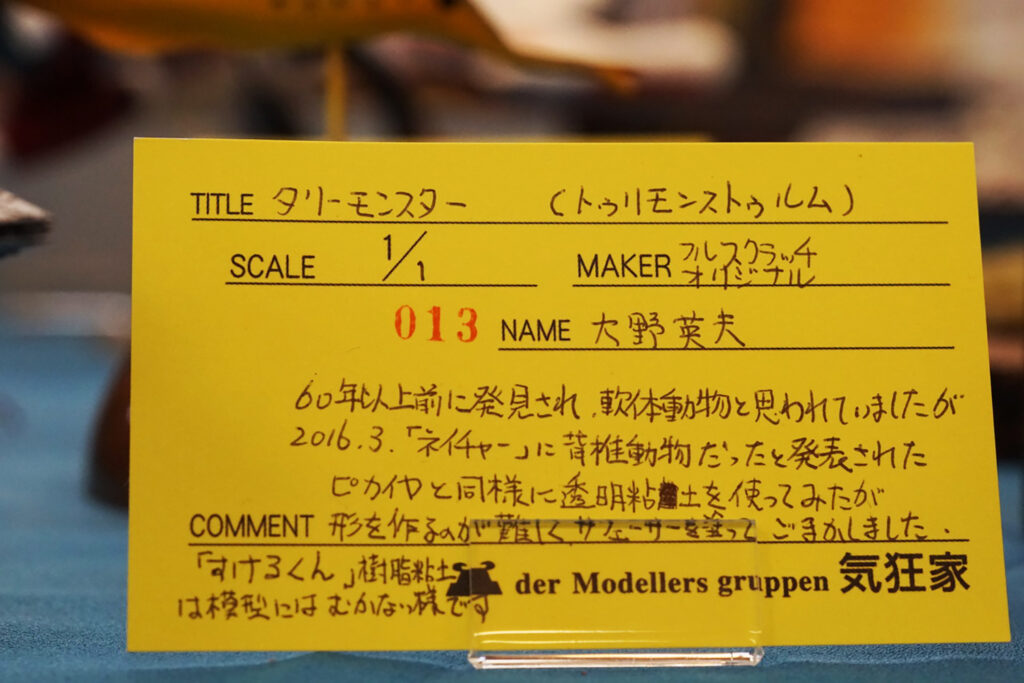 TITLE タリーモンスター (トゥリモンストゥルム)
SCALE 1/1 MAKER フルスクラッチ
オリジナル
013 NAME 大野英夫
60年以上前に発見され、軟体動物と思われていましたが
2016.3.「ネイチャー」に背椎動物だったと発表された
ピカイヤと同様に透明粘土を使ってみたが
COMMENT 形を作るのが難しく、サフェーサーを塗ってごまかしました.
「すけるくん」樹脂粘土
は模型にはむかない様です
der Modellers gruppen 気狂家